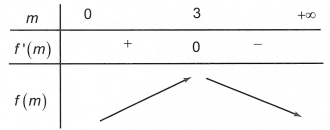 m 0 3 +∞
f'(m) + 0 −
f(m)